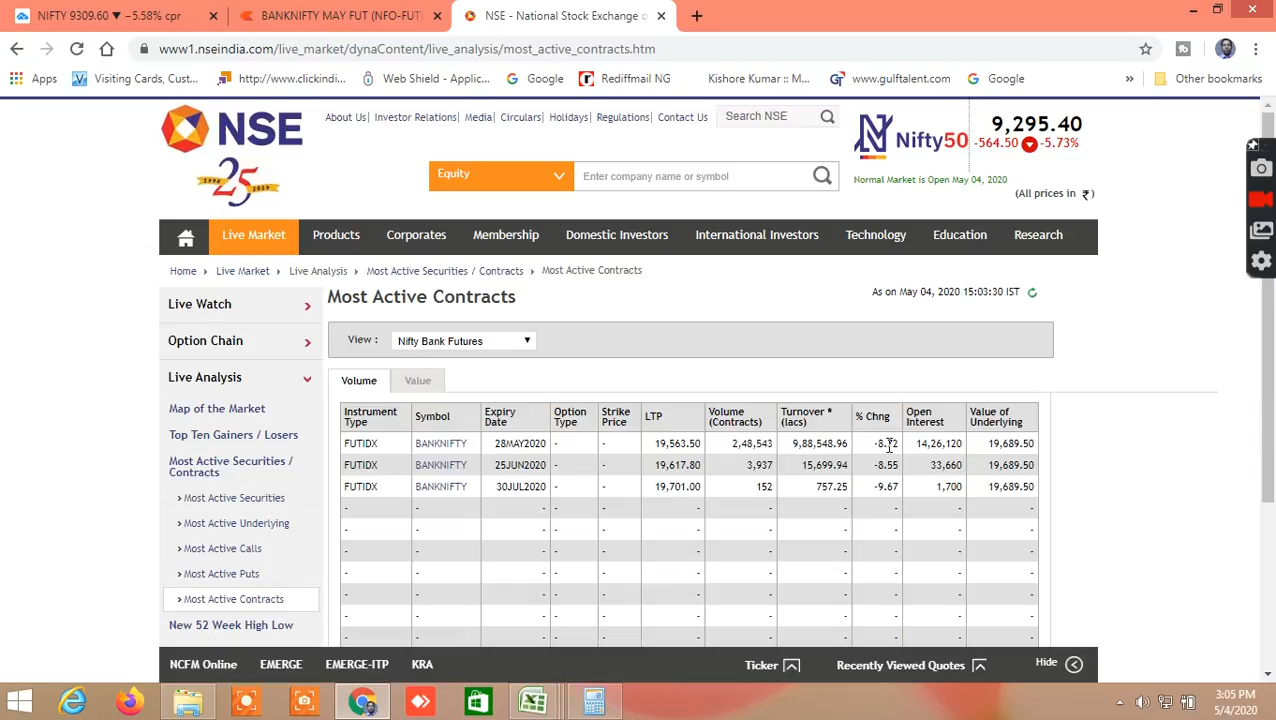 NIFTY 9309.60 ▼ −5.58% cpr
BANKNIFTY MAY FUT (NFO-FUT)
NSE - National Stock Exchange o
www1.nseindia.com/live_market/dynaContent/live_analysis/most_active_contracts.htm
Apps Visiting Cards, Cust... http://www.clickindi... Web Shield - Applic... Google Rediffmail NG Kishore Kumar :: M... www.gulftalent.com Google » Other bookmarks
NSE
1994 25 2019
About Us| Investor Relations| Media| Circulars| Holidays| Regulations| Contact Us
Search NSE
Equity
Enter company name or symbol
Nifty50
9,295.40
-564.50 -5.73%
Normal Market is Open May 04, 2020
(All prices in ₹)
Live Market Products Corporates Membership Domestic Investors International Investors Technology Education Research
Home › Live Market › Live Analysis › Most Active Securities / Contracts › Most Active Contracts
Live Watch
Option Chain
Live Analysis
Map of the Market
Top Ten Gainers / Losers
Most Active Securities /
Contracts
› Most Active Securities
› Most Active Underlying
› Most Active Calls
› Most Active Puts
› Most Active Contracts
New 52 Week High Low
Most Active Contracts
As on May 04, 2020 15:03:30 IST
View : Nifty Bank Futures
Volume Value
Instrument Type Symbol Expiry Date Option Type Strike Price LTP Volume (Contracts) Turnover * (lacs) % Chng Open Interest Value of Underlying
FUTIDX BANKNIFTY 28MAY2020 - - 19,563.50 2,48,543 9,88,548.96 14,26,120 19,689.50
FUTIDX BANKNIFTY 25JUN2020 - - 19,617.80 3,937 15,699.94 -8.55 33,660 19,689.50
FUTIDX BANKNIFTY 30JUL2020 - - 19,701.00 152 757.25 -9.67 1,700 19,689.50
- - - - - - - - - - -
- - - - - - - - - - -
- - - - - - - - - - -
- - - - - - - - - - -
- - - - - - - - - - -
- - - - - - - - - - -
- - - - - - - - - - -
NCFM Online EMERGE EMERGE-ITP KRA Ticker Recently Viewed Quotes Hide
3:05 PM
5/4/2020